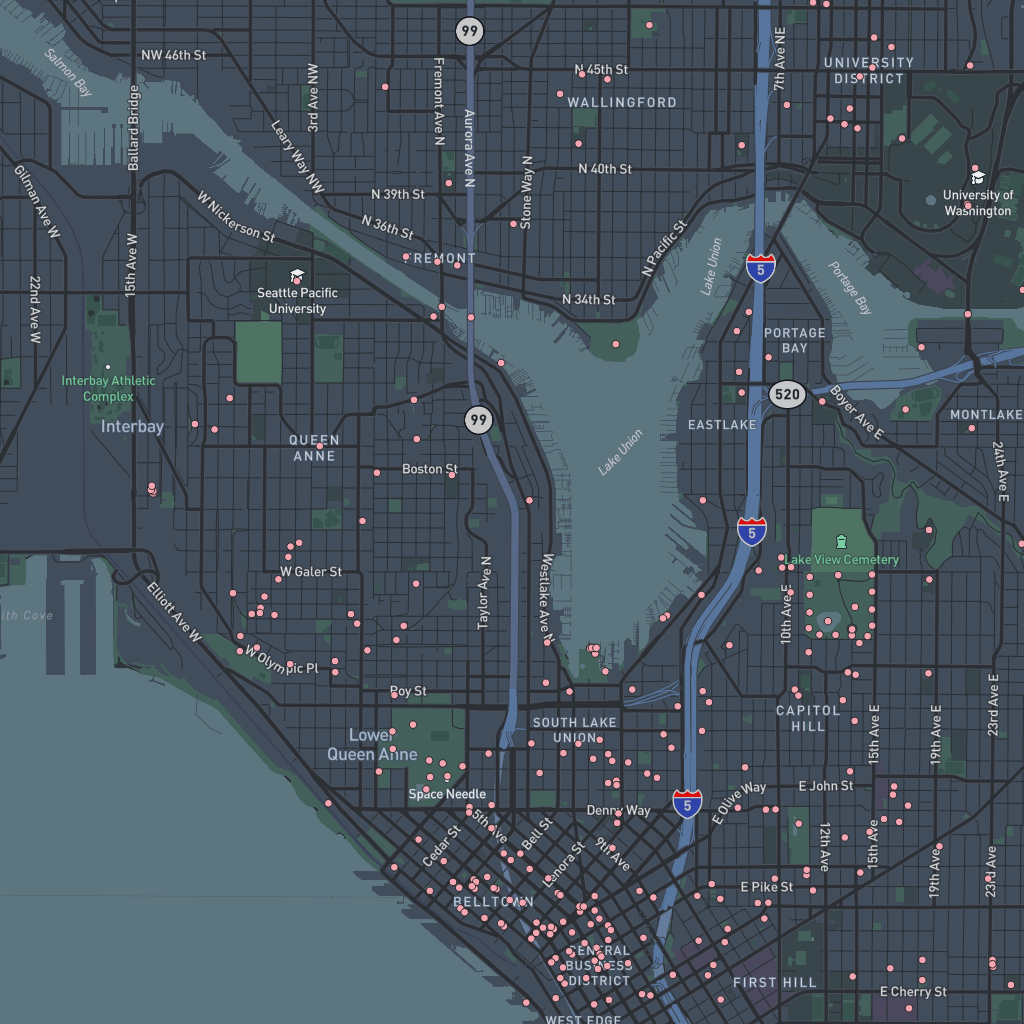 99
NW 46th St
Salmon Bay
Ballard Bridge
3rd Ave NW
Fremont Ave N
Aurora Ave N
N 45th St
WALLINGFORD
7th Ave NE
UNIVERSITY
DISTRICT
Gilman Ave W
Leary Way NW
N 40th St
N 39th St
Stone Way N
University of
Washington
W Nickerson St
N 36th St
FREMONT
N Pacific St
Lake Union
5
Portage Bay
15th Ave W
22nd Ave W
Seattle Pacific
University
N 34th St
PORTAGE
BAY
Interbay Athletic
Complex
520
Boyer Ave E
MONTLAKE
99
Interbay
QUEEN
ANNE
EASTLAKE
Lake Union
Boston St
24th Ave E
5
Lake View Cemetery
W Galer St
Taylor Ave N
Westlake Ave N
10th Ave E
Elliott Ave W
ith Cove
W Olympic Pl
Roy St
CAPITOL
HILL
15th Ave E
19th Ave E
23rd Ave E
SOUTH LAKE
UNION
Lower
Queen Anne
Space Needle
5
E John St
E Olive Way
Denny Way
5th Ave
Bell St
Cedar St
Lenora St
9th Ave
12th Ave
15th Ave
19th Ave
23rd Ave
E Pike St
BELLTOWN
CENTRAL
BUSINESS
DISTRICT
FIRST HILL
E Cherry St
WEST EDGE